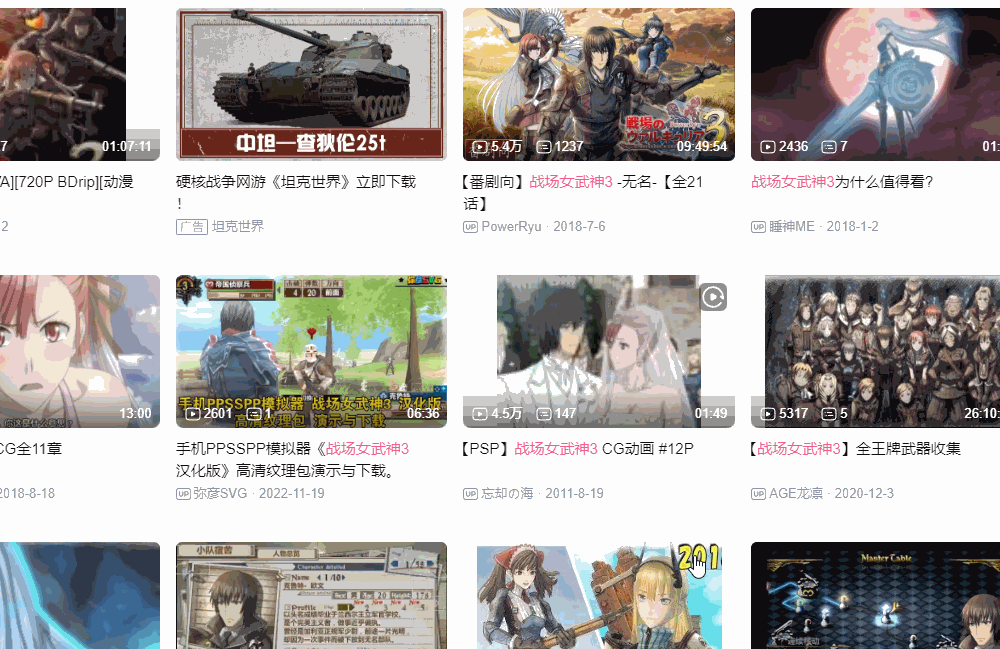 7
01:07:11
中坦一查狄伦25t
戦場の
ヴァルキュリア3
5.4万
1237
09:49:54
2436
7
01:
A][720P BDrip][动漫
硬核战争网游《坦克世界》立即下载
!
【番剧向】战场女武神3 -无名-【全21
话】
战场女武神3为什么值得看?
2
广告 坦克世界
UP PowerRyu · 2018-7-6
UP 睡神ME · 2018-1-2
帝国侦察兵
手机PPSSPP模拟器 战场女武神3 汉化版
高清纹理包 演示与下载
13:00
2601
1
06:36
4.5万
147
01:49
5317
5
26:10:
CG全11章
手机PPSSPP模拟器《战场女武神3
汉化版》高清纹理包演示与下载。
【PSP】战场女武神3 CG动画 #12P
【战场女武神3】全王牌武器收集
2018-8-18
UP 弥彦SVG · 2022-11-19
UP 忘却の海 · 2011-8-19
UP AGE龙凛 · 2020-12-3
小队宿营
人物总览
Character detailed
Name
Profile
201
Master Table